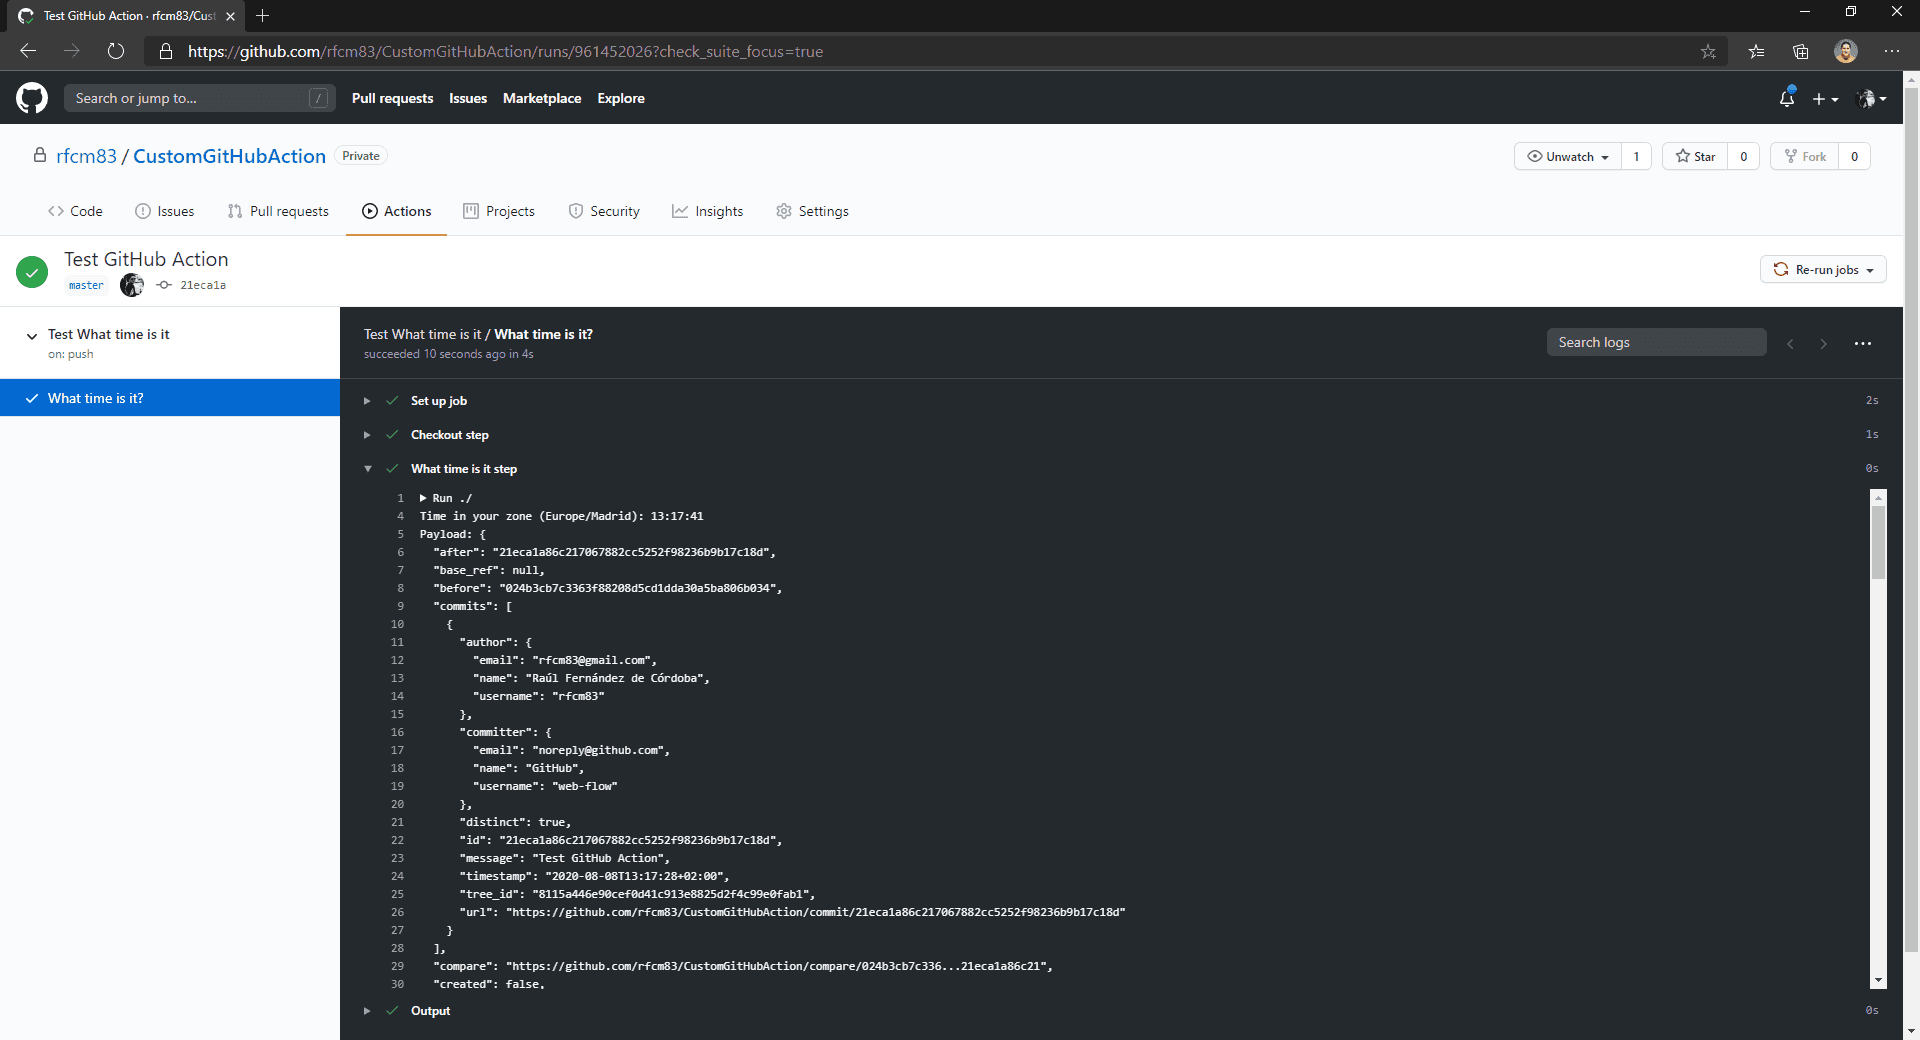 Test GitHub Action · rfcm83/Cust
https://github.com/rfcm83/CustomGitHubAction/runs/961452026?check_suite_focus=true
Search or jump to... /
Pull requests Issues Marketplace Explore
rfcm83 / CustomGitHubAction Private
Unwatch 1 Star 0 Fork 0
Code Issues Pull requests Actions Projects Security Insights Settings
Test GitHub Action
master 21eca1a
Re-run jobs
Test What time is it
on: push
What time is it?
Test What time is it / What time is it?
succeeded 10 seconds ago in 4s
Search logs
Set up job 2s
Checkout step 1s
What time is it step 0s
1 Run ./
4 Time in your zone (Europe/Madrid): 13:17:41
5 Payload: {
6 "after": "21eca1a86c217067882cc5252f98236b9b17c18d",
7 "base_ref": null,
8 "before": "024b3cb7c3363f88208d5cd1dda30a5ba806b034",
9 "commits": [
10 {
11 "author": {
12 "email": "rfcm83@gmail.com",
13 "name": "Raúl Fernández de Córdoba",
14 "username": "rfcm83"
15 },
16 "committer": {
17 "email": "noreply@github.com",
18 "name": "GitHub",
19 "username": "web-flow"
20 },
21 "distinct": true,
22 "id": "21eca1a86c217067882cc5252f98236b9b17c18d",
23 "message": "Test GitHub Action",
24 "timestamp": "2020-08-08T13:17:28+02:00",
25 "tree_id": "8115a446e90cef0d41c913e8825d2f4c99e0fab1",
26 "url": "https://github.com/rfcm83/CustomGitHubAction/commit/21eca1a86c217067882cc5252f98236b9b17c18d"
27 }
28 ],
29 "compare": "https://github.com/rfcm83/CustomGitHubAction/compare/024b3cb7c336...21eca1a86c21",
30 "created": false,
Output 0s